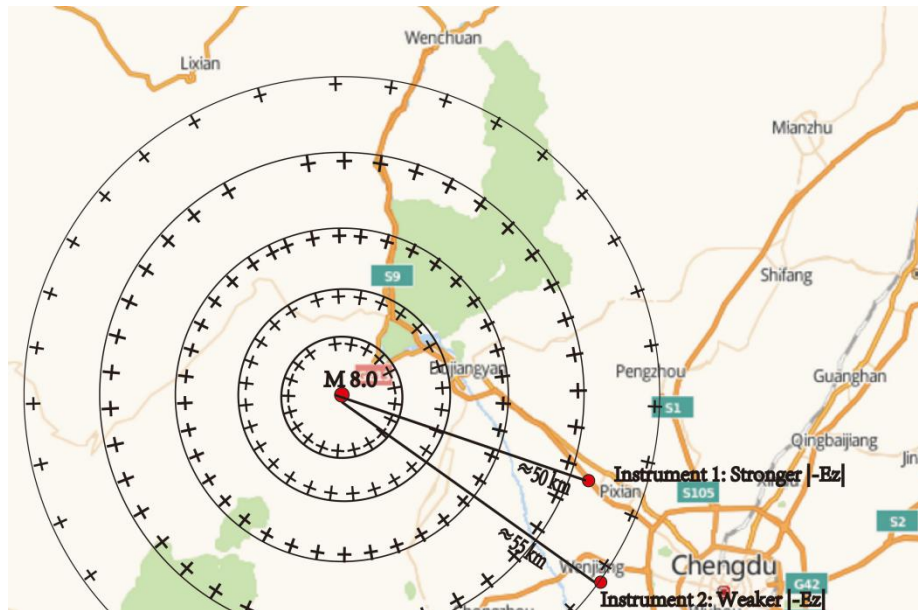 Wenchuan
Lixian
Mianzhu
S9
Shifang
Dujiangyan
Pengzhou
M 8.0
Guanghan
S1
Qingbaijiang
≈50 km
Instrument 1: Stronger |-Ez|
Pixian
S105
S2
≈55 km
Wenjiang
Chengdu
G42
Instrument 2: Weaker |-Ez|